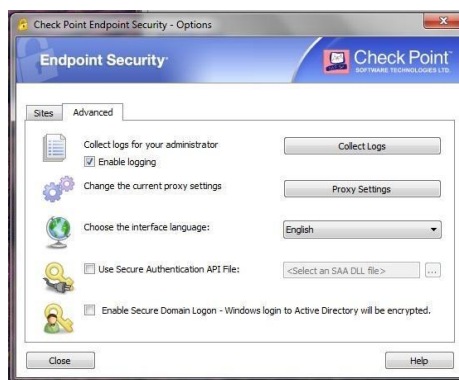 Check Point Endpoint Security - Options
Endpoint Security
Check Point
SOFTWARE TECHNOLOGIES LTD.
Sites
Advanced
Collect logs for your administrator
Collect Logs
Enable logging
Change the current proxy settings
Proxy Settings
Choose the interface language:
English
Use Secure Authentication API File:
<Select an SAA DLL file>
...
Enable Secure Domain Logon - Windows login to Active Directory will be encrypted.
Close
Help